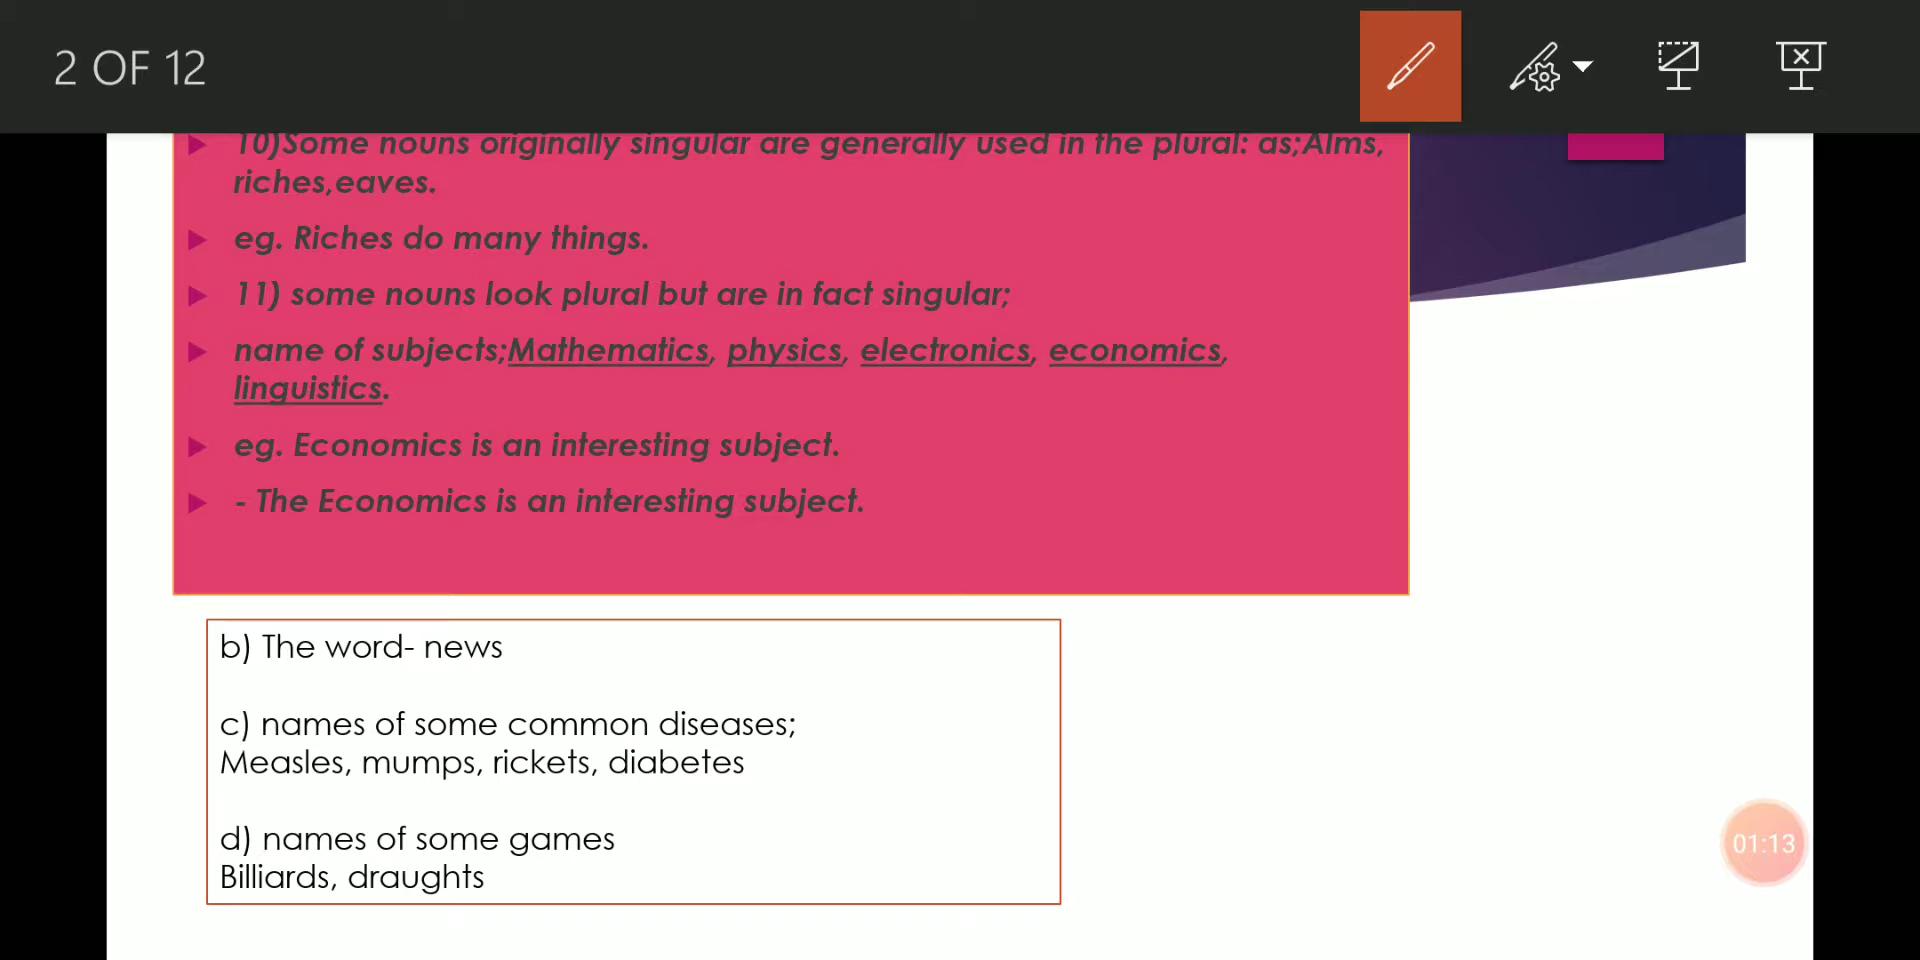 2 OF 12
10)Some nouns originally singular are generally used in the plural: as;Alms,
riches,eaves.
eg. Riches do many things.
11) some nouns look plural but are in fact singular;
name of subjects;Mathematics, physics, electronics, economics,
linguistics.
eg. Economics is an interesting subject.
- The Economics is an interesting subject.
b) The word- news
c) names of some common diseases;
Measles, mumps, rickets, diabetes
d) names of some games
Billiards, draughts
01:13